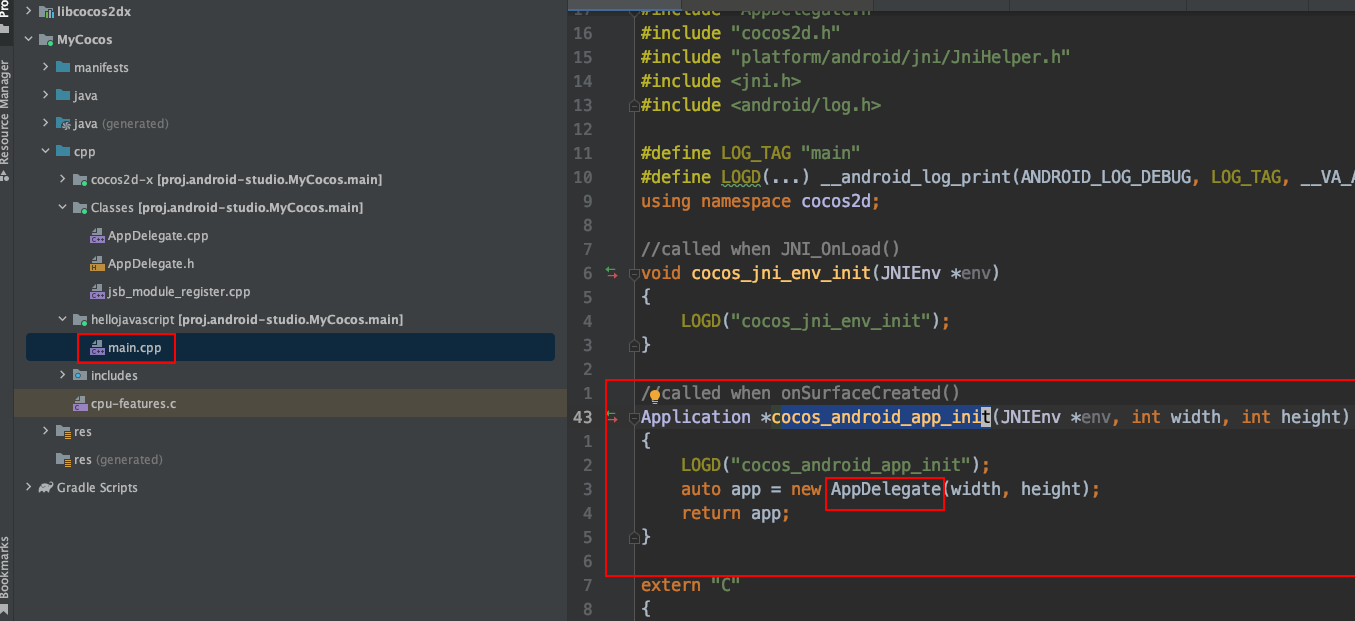 Pro
Resource Manager
Bookmarks
libcocos2dx
MyCocos
manifests
java
java (generated)
cpp
cocos2d-x [proj.android-studio.MyCocos.main]
Classes [proj.android-studio.MyCocos.main]
AppDelegate.cpp
AppDelegate.h
jsb_module_register.cpp
hellojavascript [proj.android-studio.MyCocos.main]
main.cpp
includes
cpu-features.c
res
res (generated)
Gradle Scripts
17 #include "AppDelegate.h"
16 #include "cocos2d.h"
15 #include "platform/android/jni/JniHelper.h"
14 #include <jni.h>
13 #include <android/log.h>
12
11 #define LOG_TAG "main"
10 #define LOGD(...) __android_log_print(ANDROID_LOG_DEBUG, LOG_TAG, __VA_A
9 using namespace cocos2d;
8
7 //called when JNI_OnLoad()
6 void cocos_jni_env_init(JNIEnv *env)
5 {
4 LOGD("cocos_jni_env_init");
3 }
2
1 //called when onSurfaceCreated()
43 Application *cocos_android_app_init(JNIEnv *env, int width, int height)
1 {
2 LOGD("cocos_android_app_init");
3 auto app = new AppDelegate(width, height);
4 return app;
5 }
6
7 extern "C"
8 {